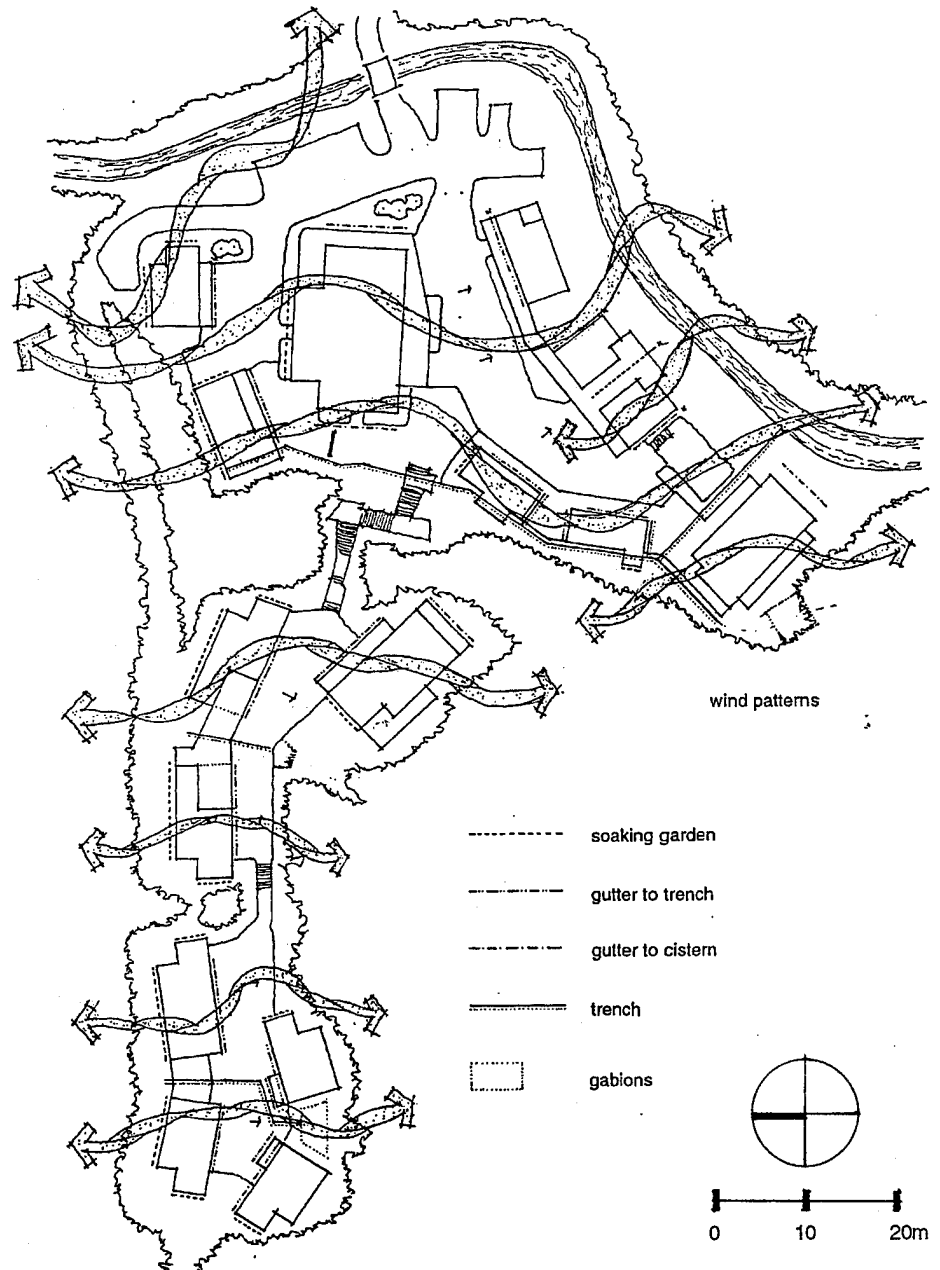 wind patterns
soaking garden
gutter to trench
gutter to cistern
trench
gabions
0 10 20m